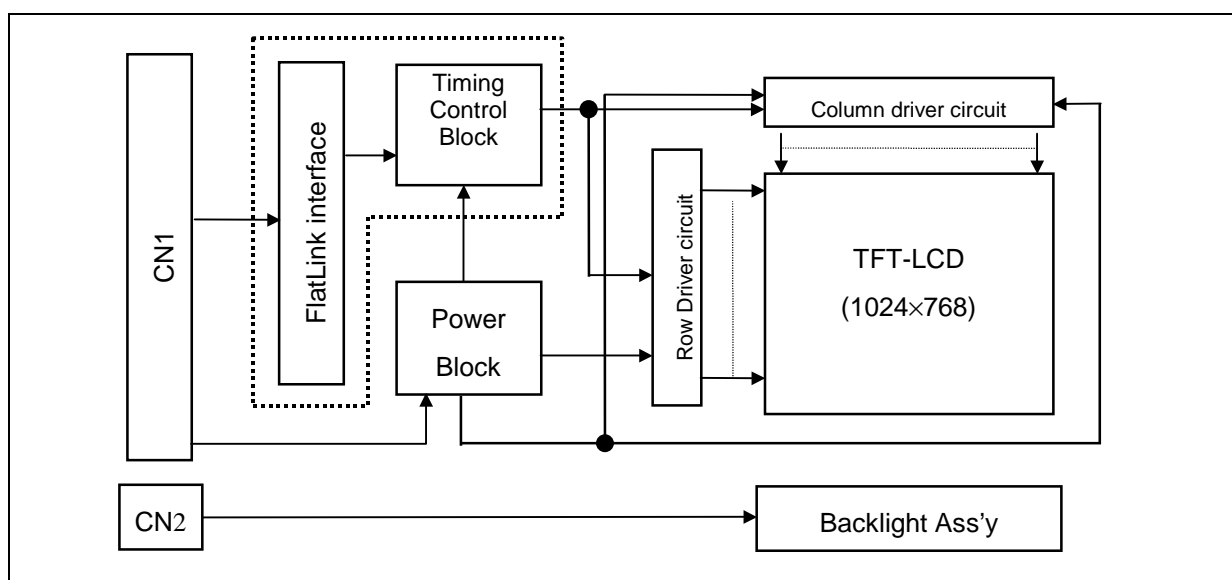 CN1
FlatLink interface
Timing
Control
Block
Power
Block
Row Driver circuit
Column driver circuit
TFT-LCD
(1024×768)
CN2
Backlight Ass'y